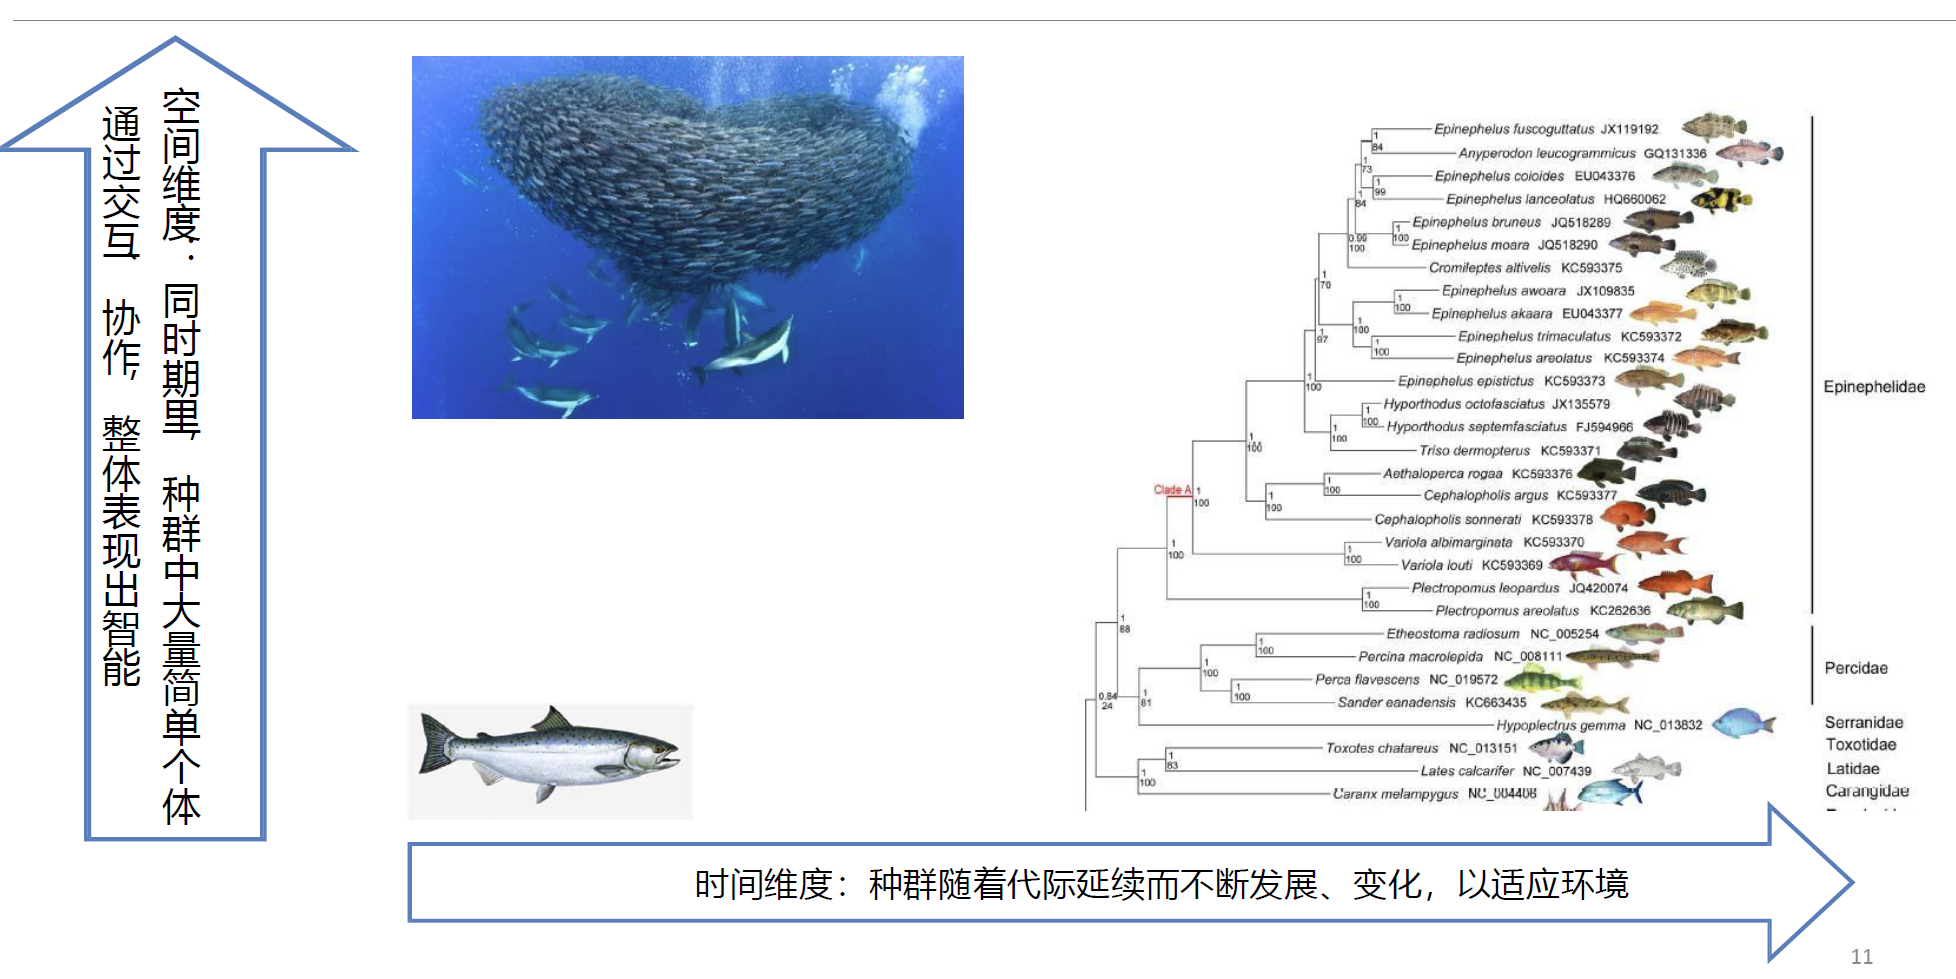 空间维度：同时期里，种群中大量简单个体
通过交互、协作，整体表现出智能
Epinephelus fuscoguttatus JX119192
1
84
Anyperodon leucogrammicus GQ131336
1
73
Epinephelus coioides EU043376
1
99
Epinephelus lanceolatus HQ660062
1
84
Epinephelus bruneus JQ518289
1
100
0.99
100
Epinephelus moara JQ518290
Cromileptes altivelis KC593375
1
70
Epinephelus awoara JX109835
1
100
Epinephelus akaara EU043377
1
100
1
97
Epinephelus trimaculatus KC593372
1
100
Epinephelus areolatus KC593374
Epinephelus epistictus KC593373
1
100
Epinephelidae
Hyporthodus octofasciatus JX135579
1
100
Hyporthodus septemfasciatus FJ594966
1
100
Triso dermopterus KC593371
1
100
Aethaloperca rogaa KC593376
1
100
Cephalopholis argus KC593377
Clade A
1
100
1
100
Cephalopholis sonnerati KC593378
Variola albimarginata KC593370
1
100
1
100
Variola louti KC593369
Plectropomus leopardus JQ420074
1
100
Plectropomus areolatus KC262636
1
88
Etheostoma radiosum NC_005254
1
100
Percina macrolepida NC_008111
1
100
Percidae
Perca flavescens NC_019572
1
100
Sander eanadensis KC663435
0.84
24
1
81
Hypoplectrus gemma NC_013832
Serranidae
Toxotes chatareus NC_013151
Toxotidae
1
83
Lates calcarifer NC_007439
Latidae
1
100
Caranx melampygus NC_004406
Carangidae
时间维度：种群随着代际延续而不断发展、变化，以适应环境
11